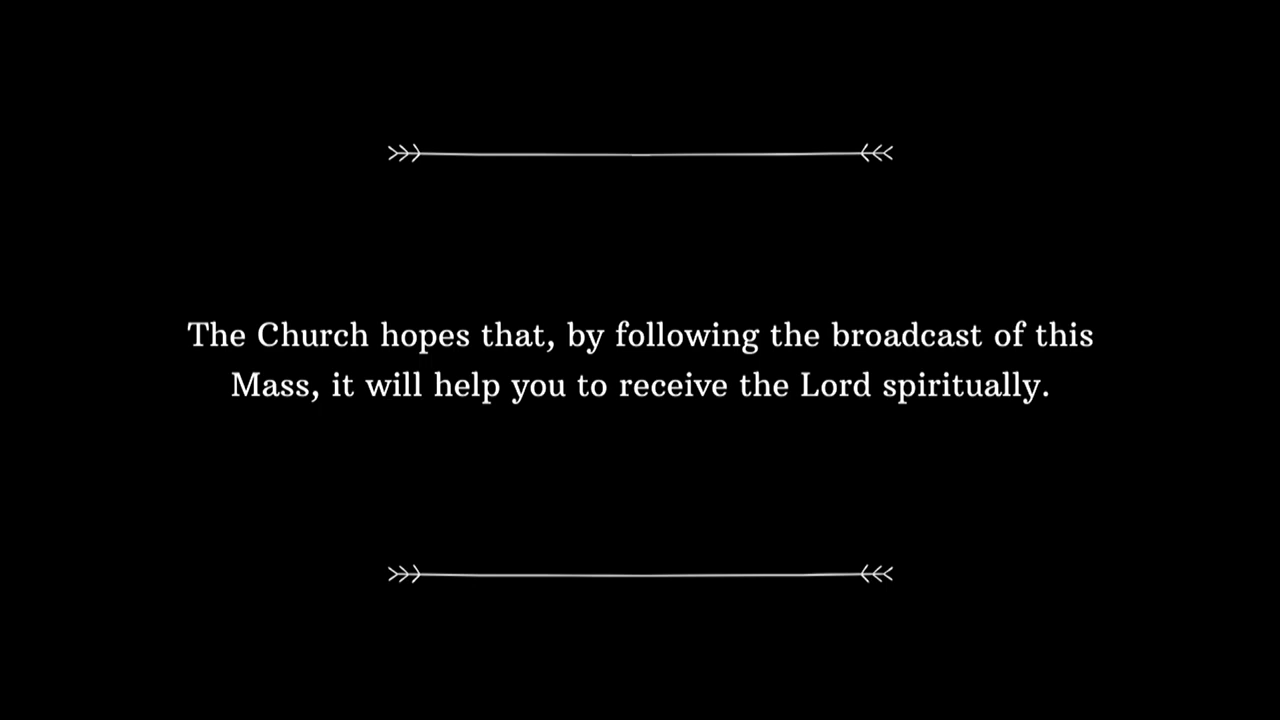 The Church hopes that, by following the broadcast of this
Mass, it will help you to receive the Lord spiritually.